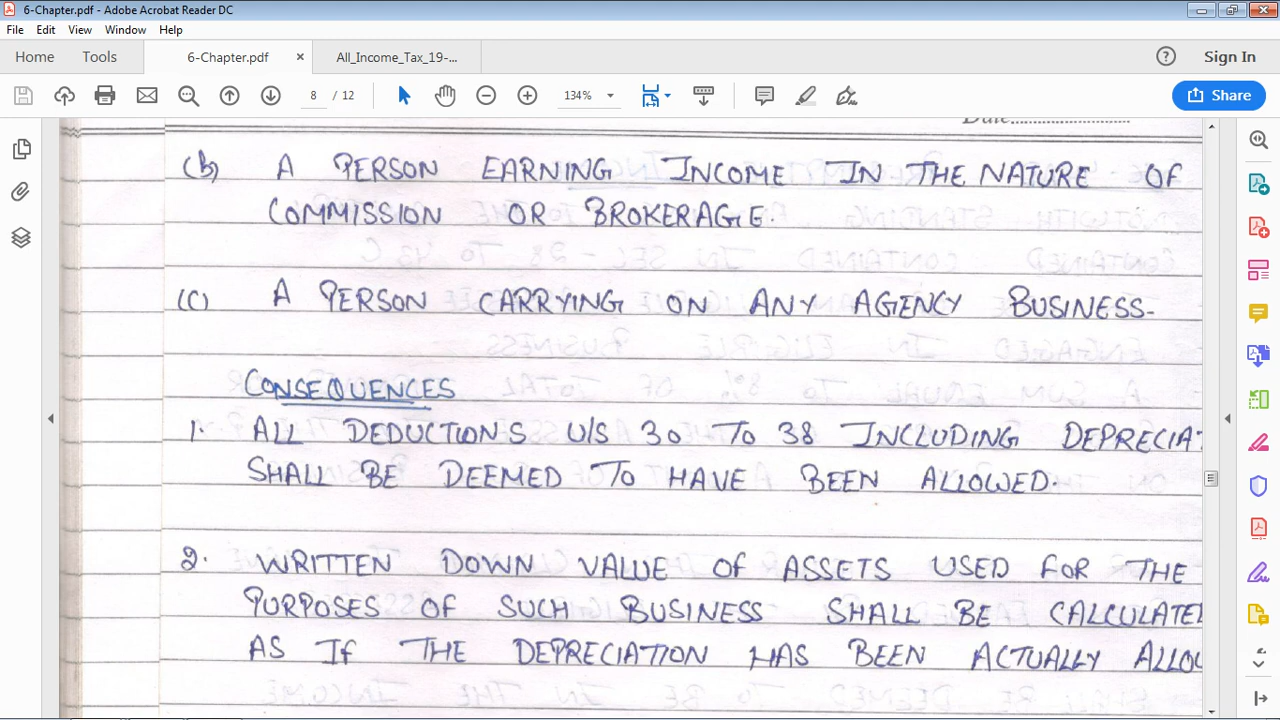 6-Chapter.pdf - Adobe Acrobat Reader DC
File Edit View Window Help
Home Tools 6-Chapter.pdf × All_Income_Tax_19-... ? Sign In
8 / 12 134% Share
Date
(b) A PERSON EARNING INCOME IN THE NATURE OF
COMMISSION OR BROKERAGE.
(C) A PERSON CARRYING ON ANY AGENCY BUSINESS-
CONSEQUENCES
1. ALL DEDUCTIONS U/S 30 TO 38 INCLUDING DEPRECIAT
SHALL BE DEEMED TO HAVE BEEN ALLOWED.
2. WRITTEN DOWN VALUE OF ASSETS USED FOR THE
PURPOSES OF SUCH BUSINESS SHALL BE CALCULATED
AS IF THE DEPRECIATION HAS BEEN ACTUALLY ALLO